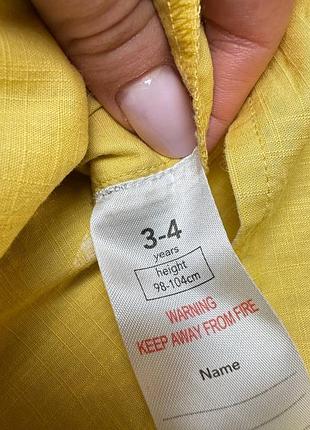 3-4
years
height
98-104cm
WARNING
KEEP AWAY FROM FIRE
Name